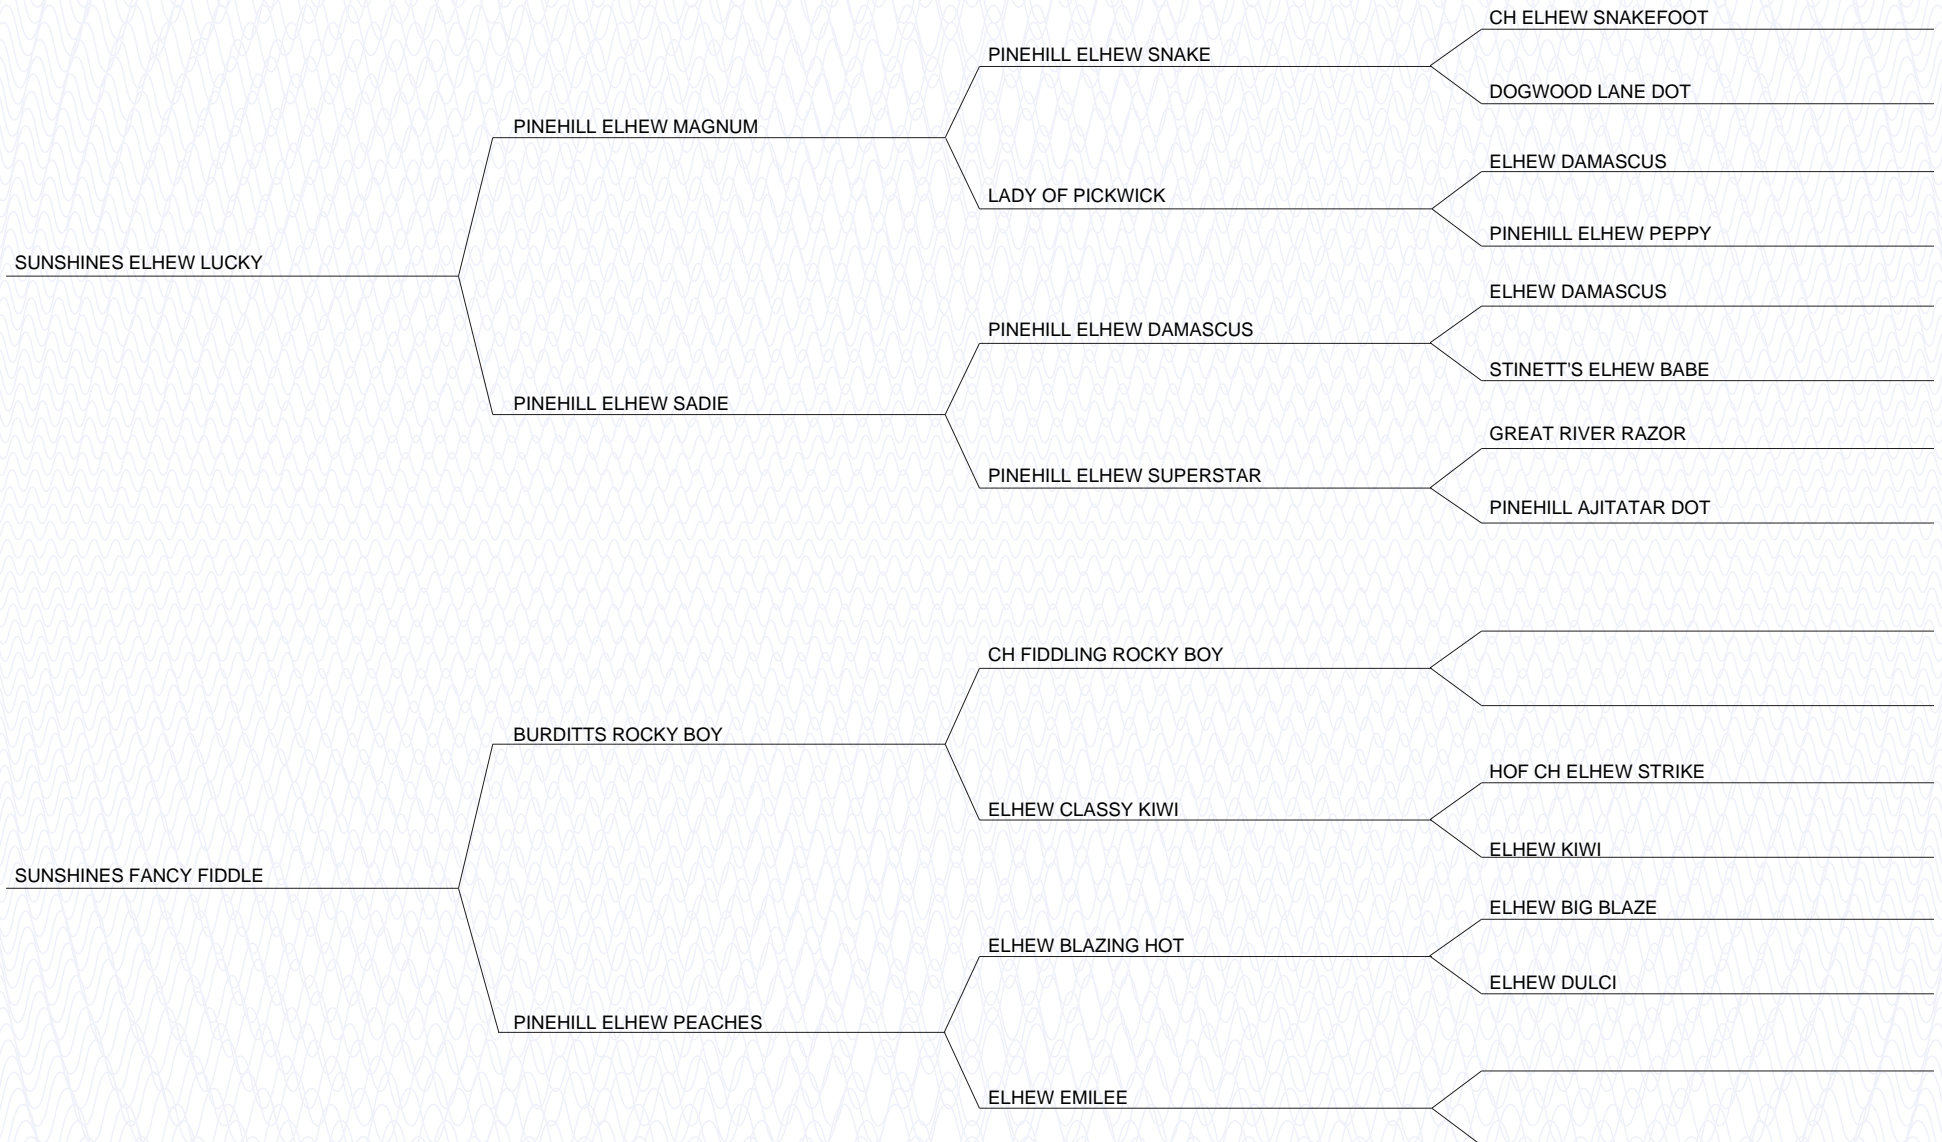 CH ELHEW SNAKEFOOT
PINEHILL ELHEW SNAKE
DOGWOOD LANE DOT
PINEHILL ELHEW MAGNUM
ELHEW DAMASCUS
LADY OF PICKWICK
PINEHILL ELHEW PEPPY
SUNSHINES ELHEW LUCKY
ELHEW DAMASCUS
PINEHILL ELHEW DAMASCUS
STINETT'S ELHEW BABE
PINEHILL ELHEW SADIE
GREAT RIVER RAZOR
PINEHILL ELHEW SUPERSTAR
PINEHILL AJITATAR DOT
CH FIDDLING ROCKY BOY
BURDITTS ROCKY BOY
HOF CH ELHEW STRIKE
ELHEW CLASSY KIWI
ELHEW KIWI
SUNSHINES FANCY FIDDLE
ELHEW BIG BLAZE
ELHEW BLAZING HOT
ELHEW DULCI
PINEHILL ELHEW PEACHES
ELHEW EMILEE